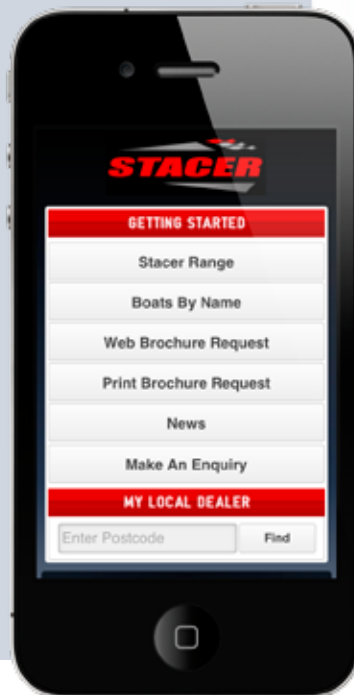 STACER
GETTING STARTED
Stacer Range
Boats By Name
Web Brochure Request
Print Brochure Request
News
Make An Enquiry
MY LOCAL DEALER
Enter Postcode Find